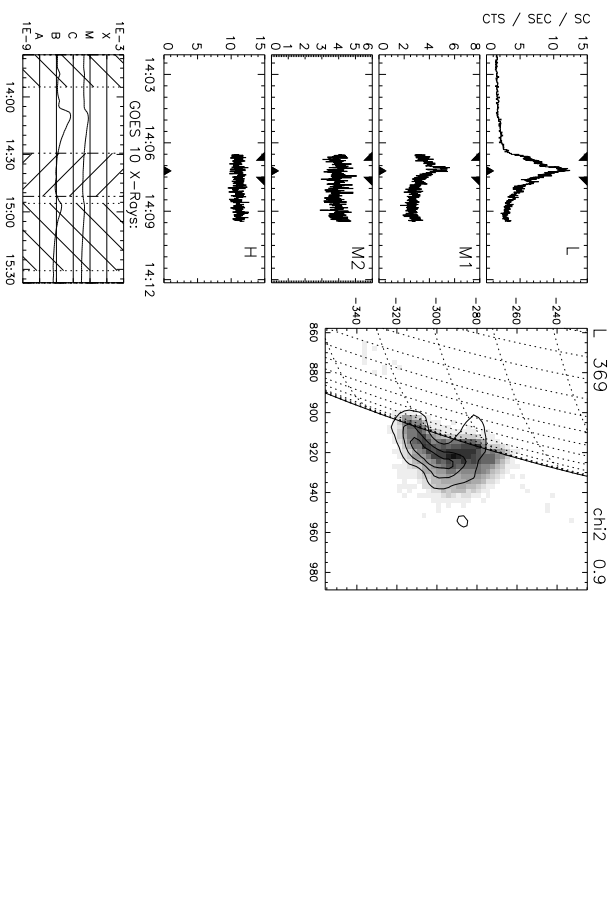 CTS / SEC / SC
0 5 10 15
L
0 2 4 6 8
M1
0 1 2 3 4 5 6
M2
0 5 10 15
H
14:03 14:06 14:09 14:12
GOES 10 X-Rays:
1E-3
X
M
C
B
A
1E-9
14:00 14:30 15:00 15:30
L 369 chi2 0.9
-240
-260
-280
-300
-320
-340
860 880 900 920 940 960 980